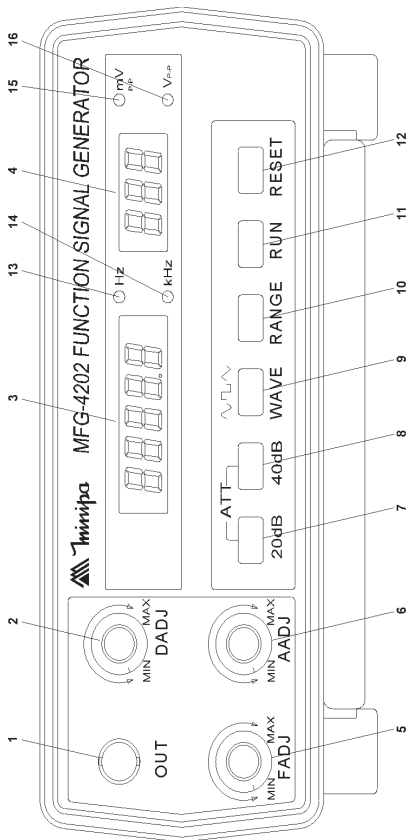 1 2 3 13 14 4 15 16
minipa MFG-4202 FUNCTION SIGNAL GENERATOR
Hz
kHz
mV P-P
V P-P
OUT
MIN MAX
DADJ
MIN MAX
FADJ
MIN MAX
AADJ
ATT
20dB 40dB WAVE RANGE RUN RESET
5 6 7 8 9 10 11 12